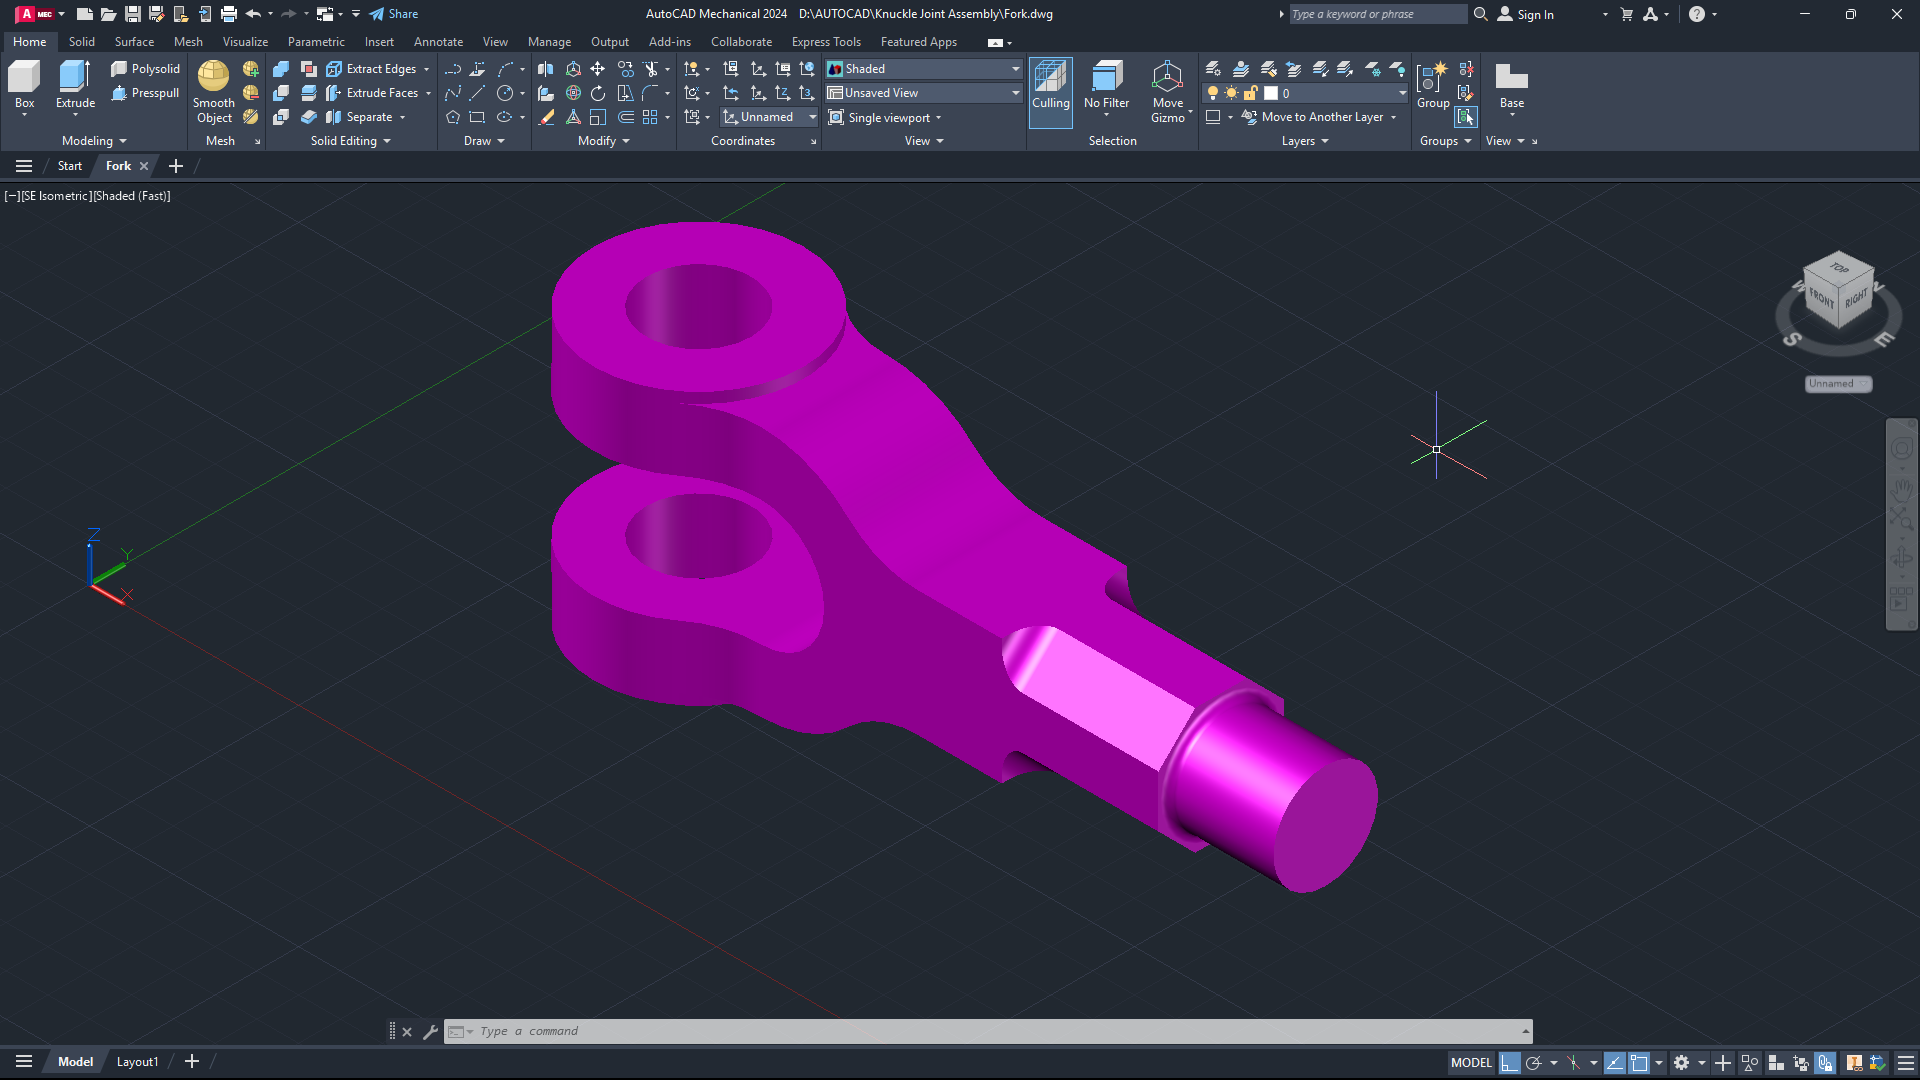 A MEC Share AutoCAD Mechanical 2024 D:\AUTOCAD\Knuckle Joint Assembly\Fork.dwg Type a keyword or phrase Sign In
Home Solid Surface Mesh Visualize Parametric Insert Annotate View Manage Output Add-ins Collaborate Express Tools Featured Apps
Polysolid Extract Edges Shaded
Presspull Extrude Faces Unsaved View 0
Box Extrude Smooth Object Culling No Filter Move Gizmo Group Base
Separate Unnamed Single viewport Move to Another Layer
Modeling Mesh Solid Editing Draw Modify Coordinates View Selection Layers Groups View
Start Fork
[−][SE Isometric][Shaded (Fast)]
TOP
FRONT RIGHT
W N
S E
Unnamed
Z
Y
X
Type a command
Model Layout1 MODEL